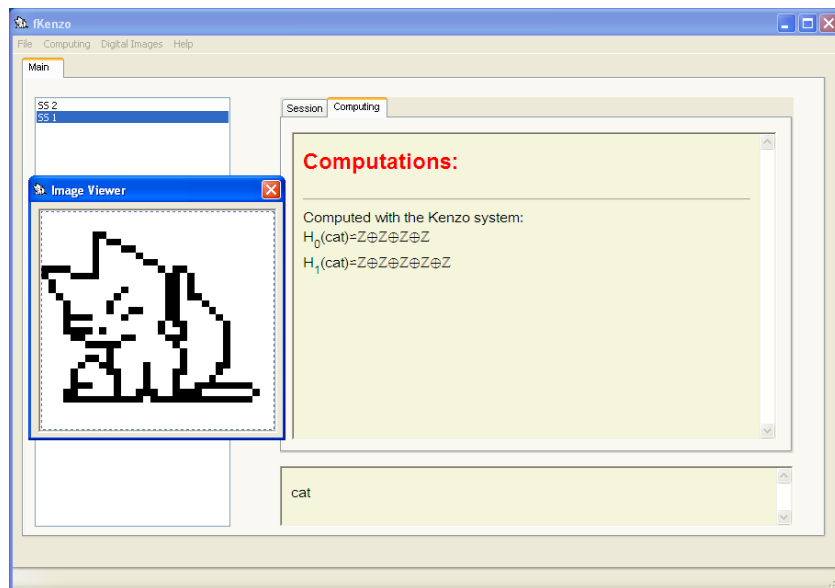 fKenzo
File Computing Digital Images Help
Main
SS 2
SS 1
Session Computing
Image Viewer
Computations:
Computed with the Kenzo system:
H₀(cat)=Z⊕Z⊕Z⊕Z
H₁(cat)=Z⊕Z⊕Z⊕Z⊕Z
cat